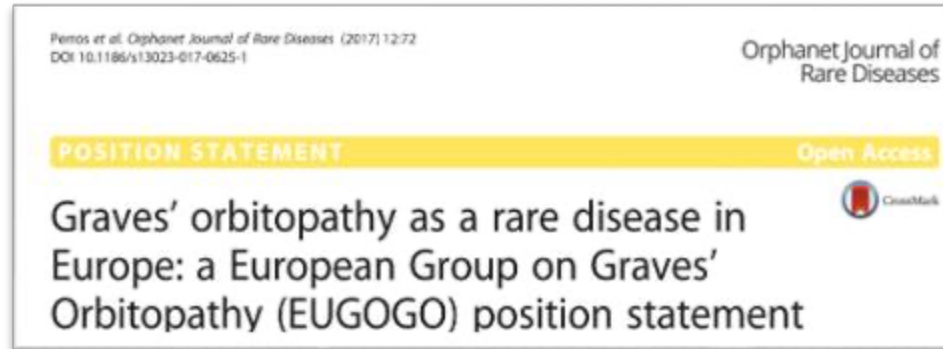 Perros et al. Orphanet Journal of Rare Diseases (2017) 12:72
DOI 10.1186/s13023-017-0625-1
Orphanet Journal of
Rare Diseases
POSITION STATEMENT
Open Access
CrossMark
Graves’ orbitopathy as a rare disease in
Europe: a European Group on Graves’
Orbitopathy (EUGOGO) position statement